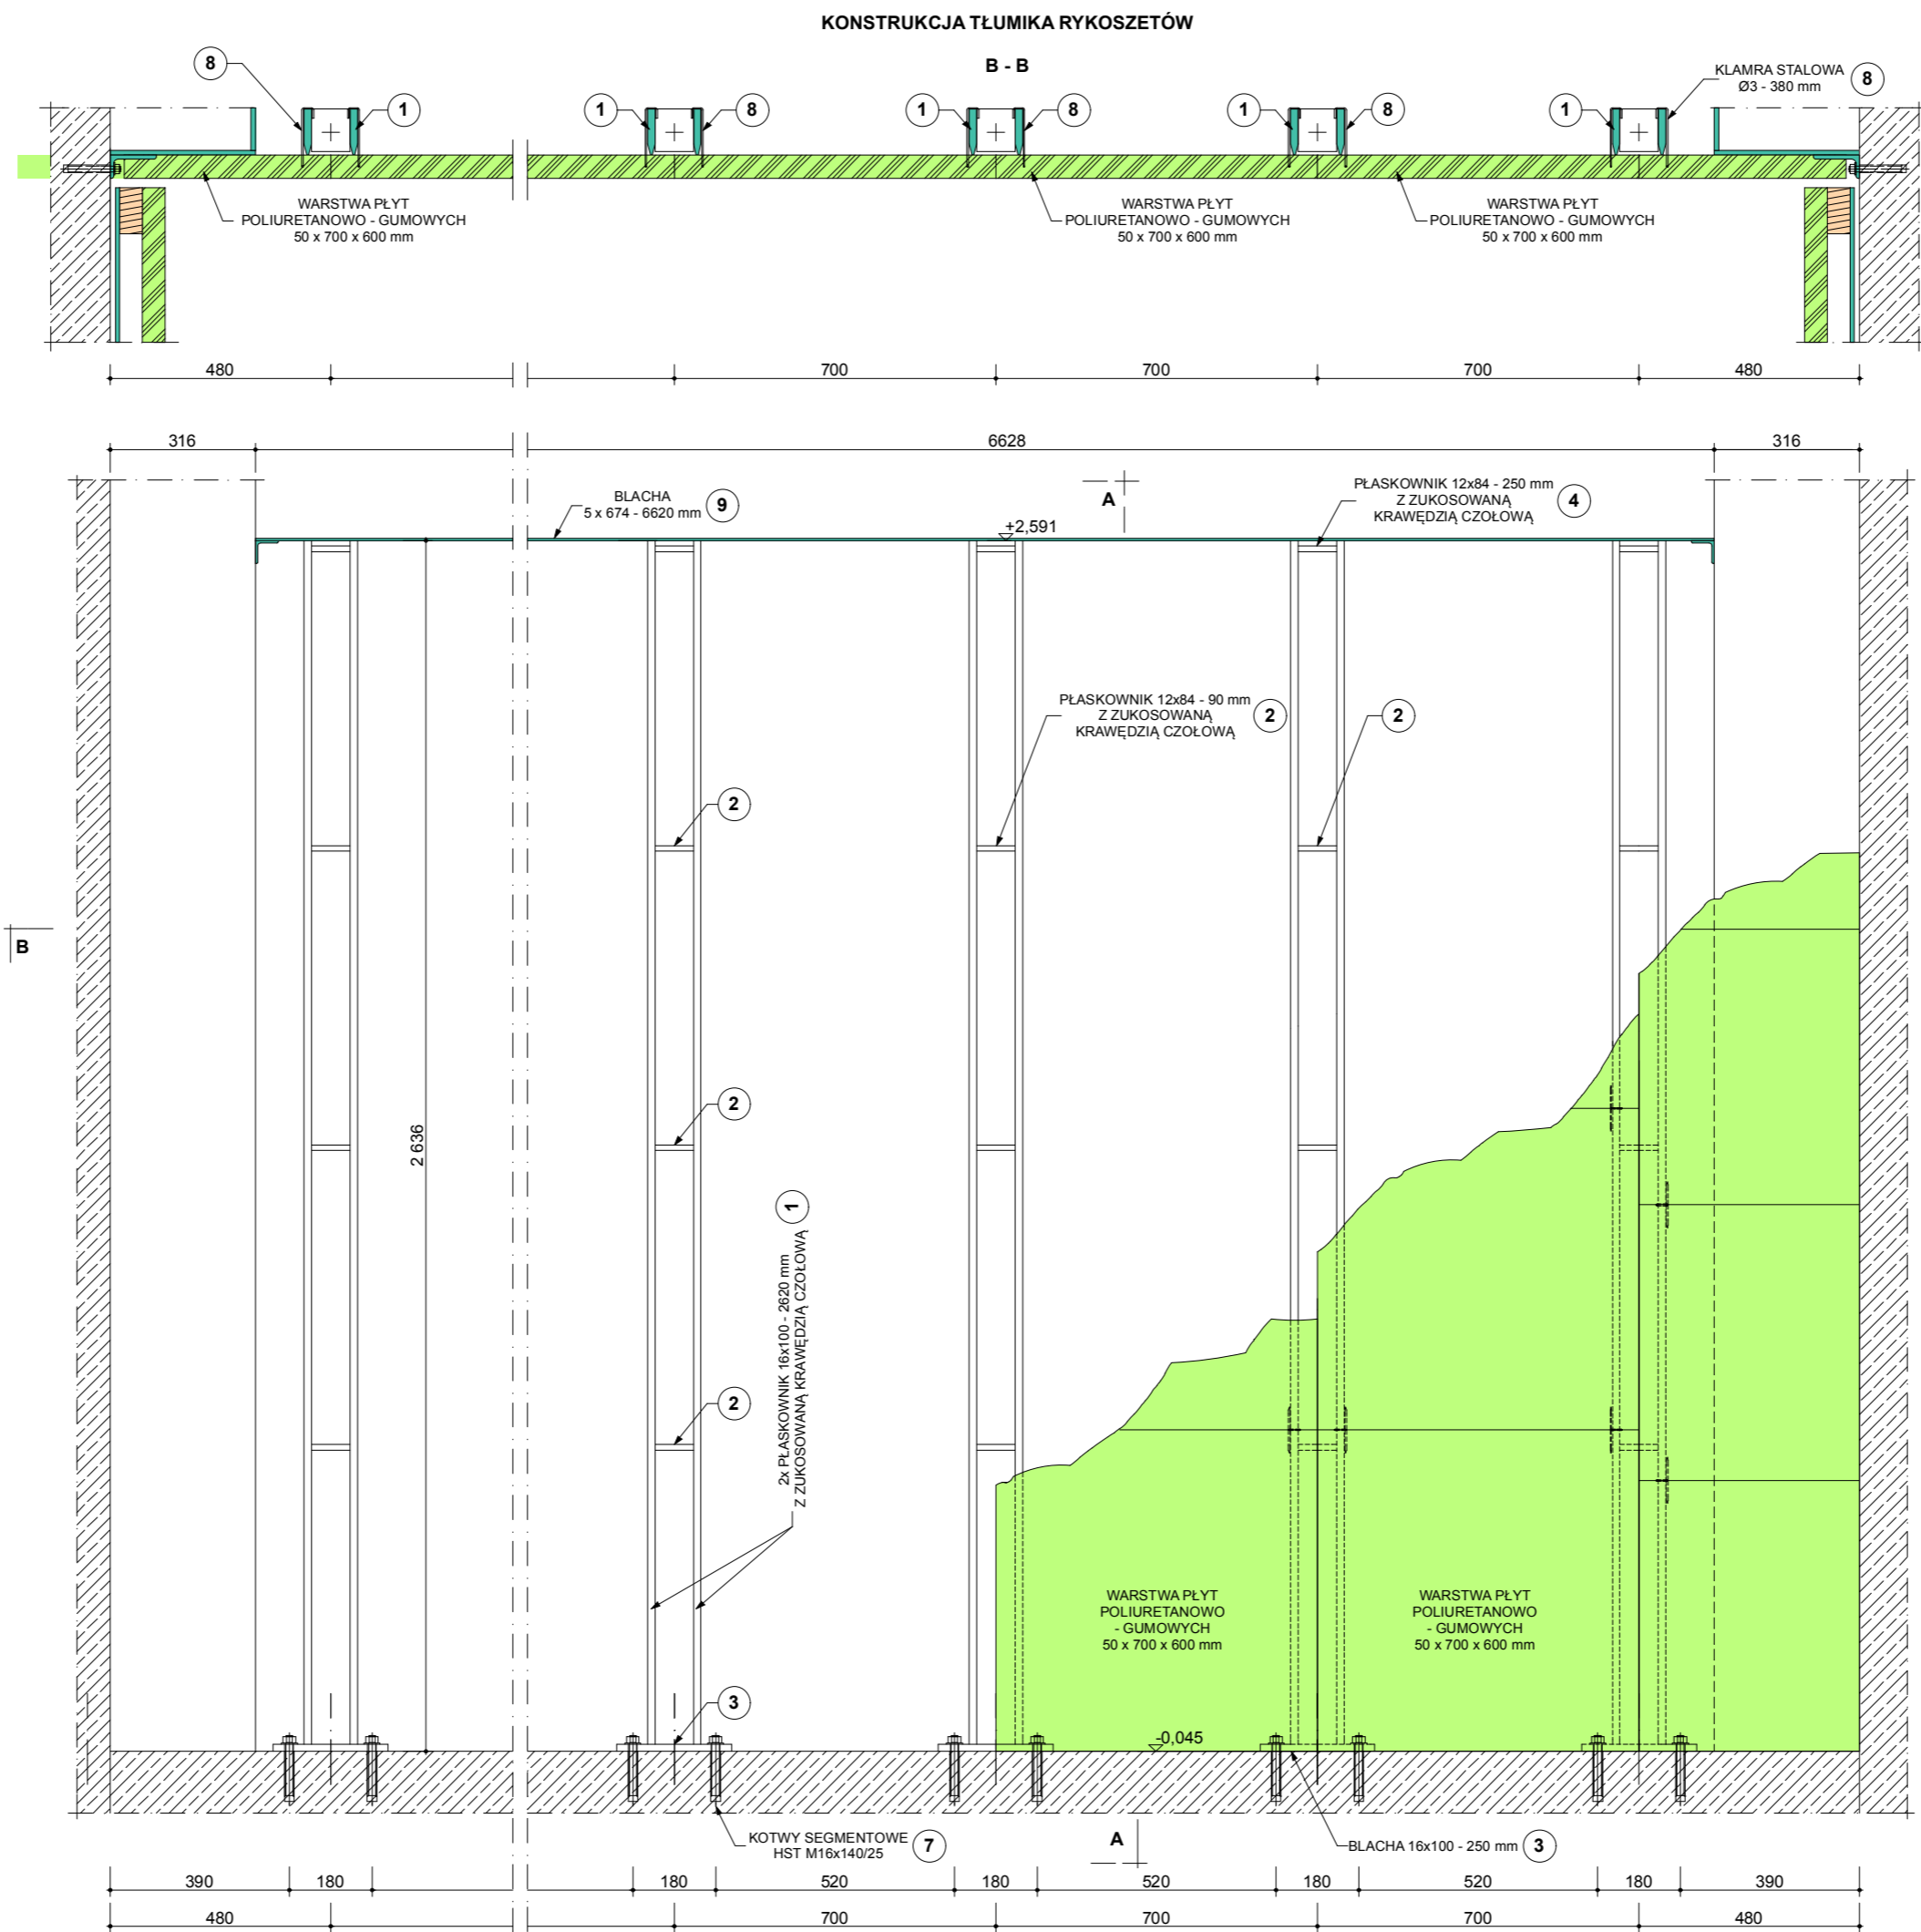 KONSTRUKCJA TŁUMIKA RYKOSZETÓW
B - B
8
1
1
8
1
8
1
8
1
KLAMRA STALOWA
Ø3 - 380 mm
8
WARSTWA PŁYT
POLIURETANOWO - GUMOWYCH
50 x 700 x 600 mm
WARSTWA PŁYT
POLIURETANOWO - GUMOWYCH
50 x 700 x 600 mm
WARSTWA PŁYT
POLIURETANOWO - GUMOWYCH
50 x 700 x 600 mm
480
700
700
700
480
316
6628
316
BLACHA
5 x 674 - 6620 mm
9
A
+2,591
PŁASKOWNIK 12x84 - 250 mm
Z ZUKOSOWANĄ
KRAWĘDZIĄ CZOŁOWĄ
4
PŁASKOWNIK 12x84 - 90 mm
Z ZUKOSOWANĄ
KRAWĘDZIĄ CZOŁOWĄ
2
2
2
B
2
2 636
2
2x PŁASKOWNIK 16x100 - 2620 mm
Z ZUKOSOWANĄ KRAWĘDZIĄ CZOŁOWĄ
1
WARSTWA PŁYT
POLIURETANOWO
- GUMOWYCH
50 x 700 x 600 mm
WARSTWA PŁYT
POLIURETANOWO
- GUMOWYCH
50 x 700 x 600 mm
3
-0,045
KOTWY SEGMENTOWE
HST M16x140/25
7
A
BLACHA 16x100 - 250 mm
3
390
180
180
520
180
520
180
520
180
390
480
700
700
700
480